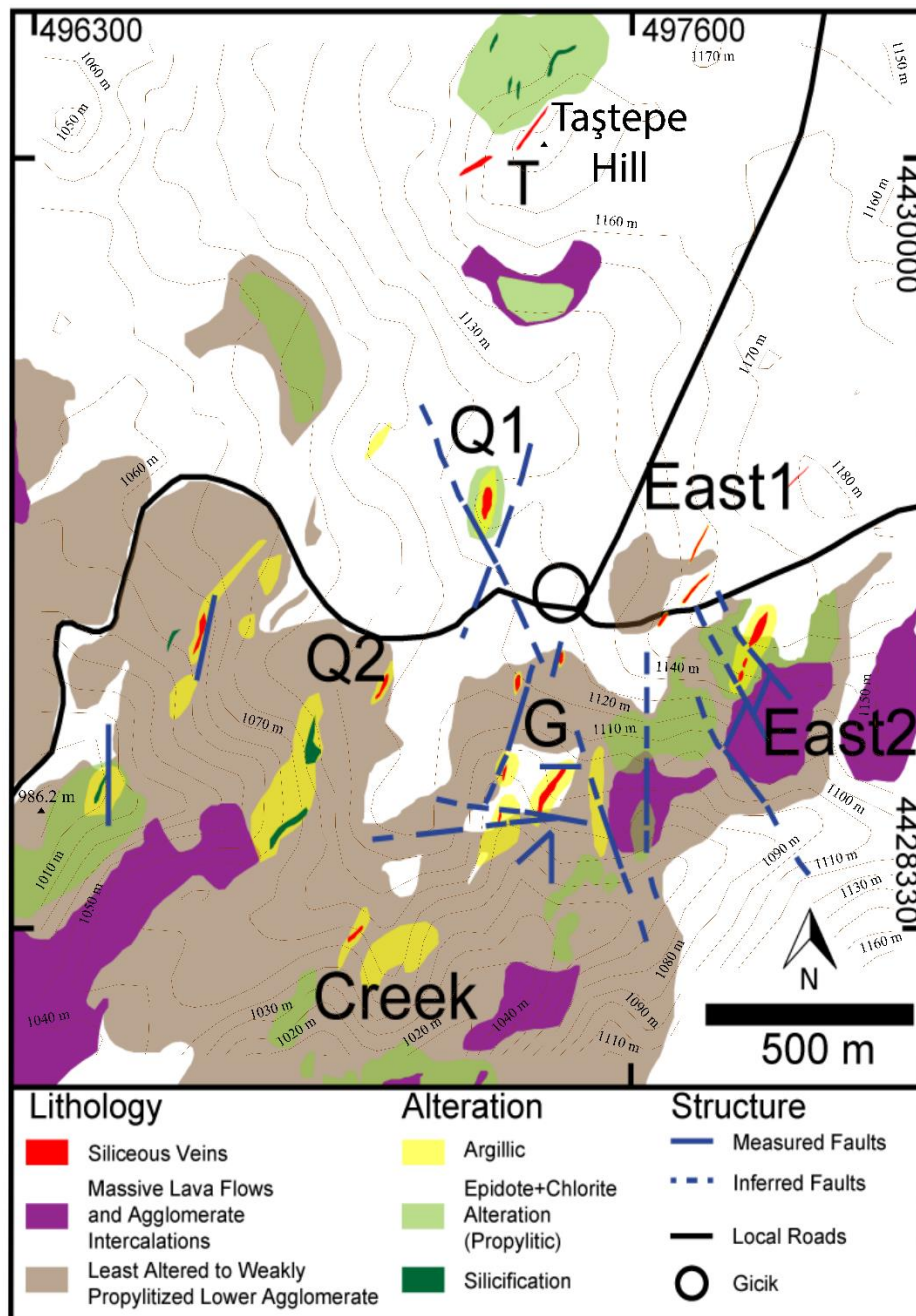 496300
497600
1060 m
1170 m
1150 m
1050 m
Taştepe
Hill
T
1160 m
1160 m
4430000
1130 m
1170 m
Q1
1060 m
East1
1180 m
Q2
1140 m
1150 m
1120 m
G
1110 m
1070 m
East2
986.2 m
1100 m
1090 m
1110 m
1010 m
1130 m
4428330
1050 m
1160 m
1080 m
N
Creek
1040 m
1030 m
1040 m
1090 m
1020 m
1020 m
1110 m
500 m
Lithology
Siliceous Veins
Massive Lava Flows
and Agglomerate
Intercalations
Least Altered to Weakly
Propylitized Lower Agglomerate
Alteration
Argillic
Epidote+Chlorite
Alteration
(Propylitic)
Silicification
Structure
Measured Faults
Inferred Faults
Local Roads
Gicik